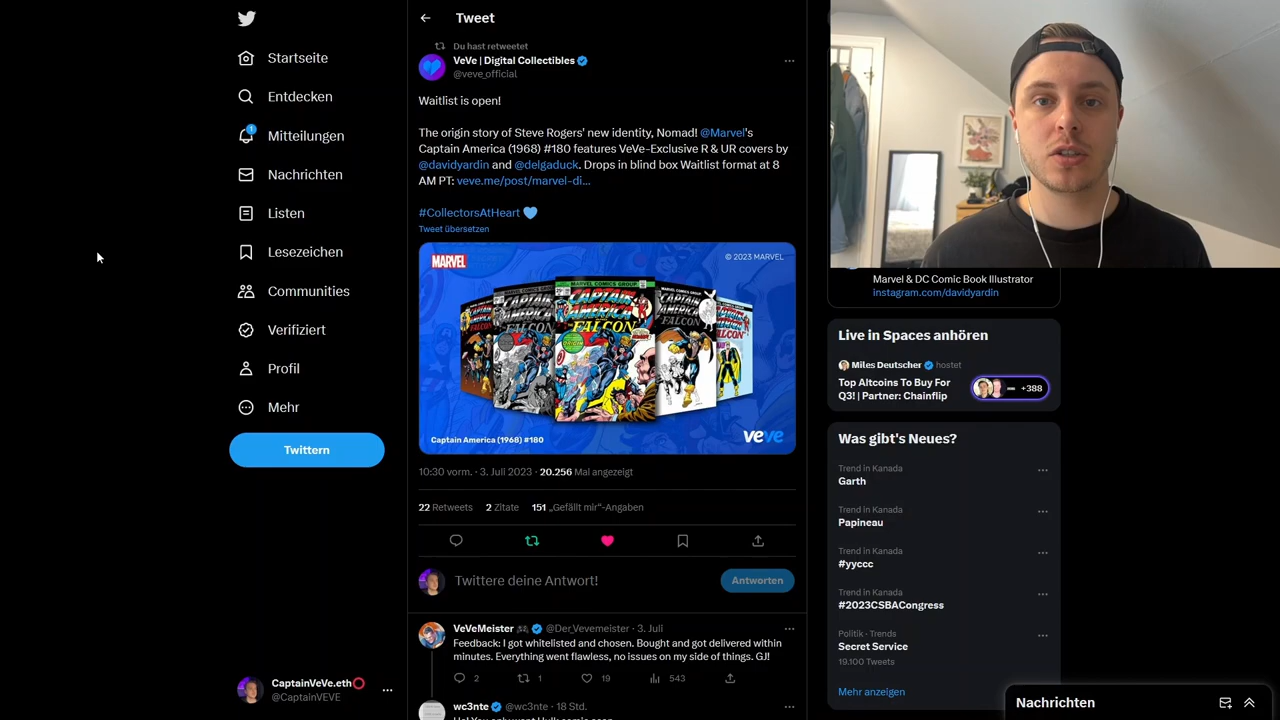 Startseite
Entdecken
1
Mitteilungen
Nachrichten
Listen
Lesezeichen
Communities
Verifiziert
Profil
Mehr
Twittern
CaptainVeVe.eth⭕
@CaptainVEVE
Tweet
Du hast retweetet
VeVe | Digital Collectibles
@veve_official
Waitlist is open!
The origin story of Steve Rogers' new identity, Nomad! @Marvel's
Captain America (1968) #180 features VeVe-Exclusive R & UR covers by
@davidyardin and @delgaduck. Drops in blind box Waitlist format at 8
AM PT: veve.me/post/marvel-di...
#CollectorsAtHeart 💙
Tweet übersetzen
MARVEL
© 2023 MARVEL
MARVEL COMICS GROUP
CAPTAIN AMERICA
FALCON
Captain America (1968) #180
veve
10:30 vorm. · 3. Juli 2023 · 20.256 Mal angezeigt
22 Retweets 2 Zitate 151 „Gefällt mir“-Angaben
Twittere deine Antwort!
Antworten
VeVeMeister @Der_Vevemeister · 3. Juli
Feedback: I got whitelisted and chosen. Bought and got delivered within
minutes. Everything went flawless, no issues on my side of things. GJ!
2 1 19 543
wc3nte @wc3nte · 18 Std.
Marvel & DC Comic Book Illustrator
instagram.com/davidyardin
Live in Spaces anhören
Miles Deutscher hostet
Top Altcoins To Buy For
Q3! | Partner: Chainflip
+388
Was gibt's Neues?
Trend in Kanada
Garth
Trend in Kanada
Papineau
Trend in Kanada
#yyccc
Trend in Kanada
#2023CSBACongress
Politik · Trends
Secret Service
19.100 Tweets
Mehr anzeigen
Nachrichten